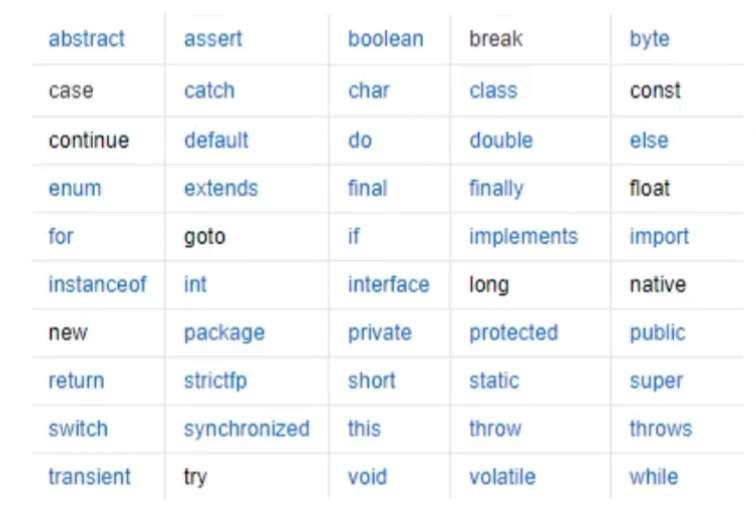 abstract assert boolean break byte
case catch char class const
continue default do double else
enum extends final finally float
for goto if implements import
instanceof int interface long native
new package private protected public
return strictfp short static super
switch synchronized this throw throws
transient try void volatile while